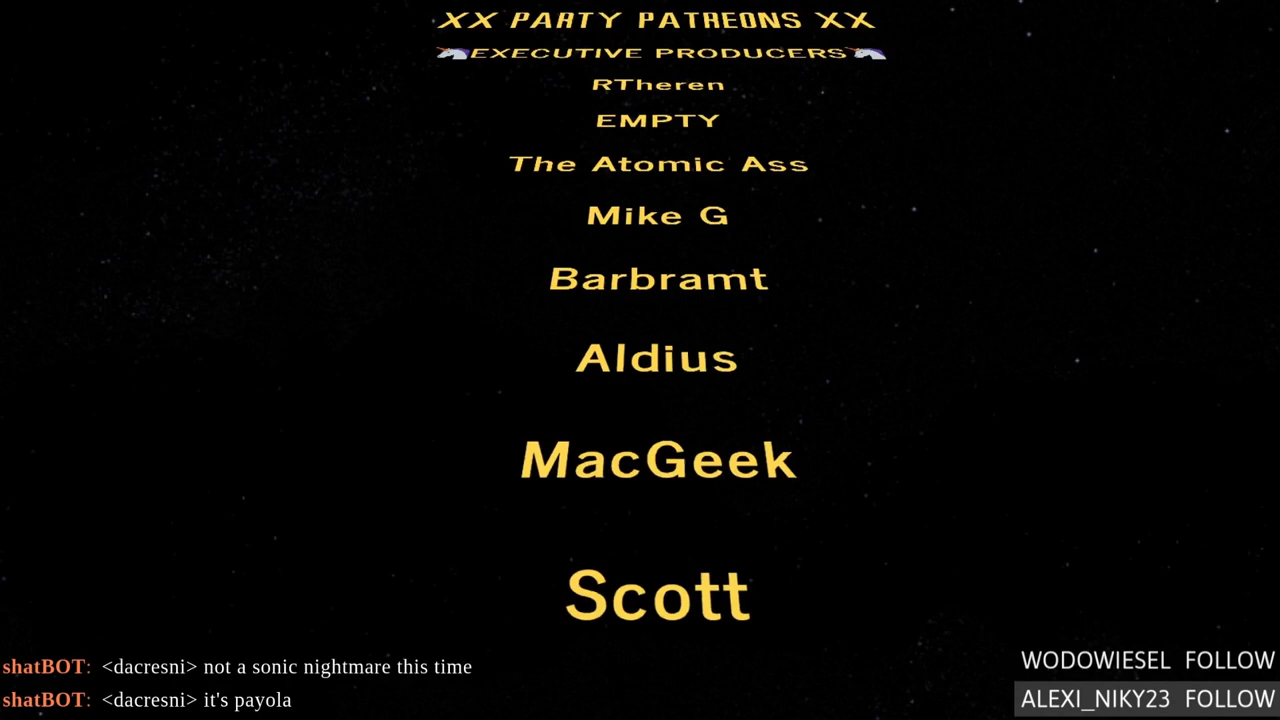 XX PARTY PATREONS XX
🦄EXECUTIVE PRODUCERS🦄
RTheren
EMPTY
The Atomic Ass
Mike G
Barbramt
Aldius
MacGeek
Scott
shatBOT: <dacresni> not a sonic nightmare this time
shatBOT: <dacresni> it's payola
WODOWIESEL FOLLOW
ALEXI_NIKY23 FOLLOW